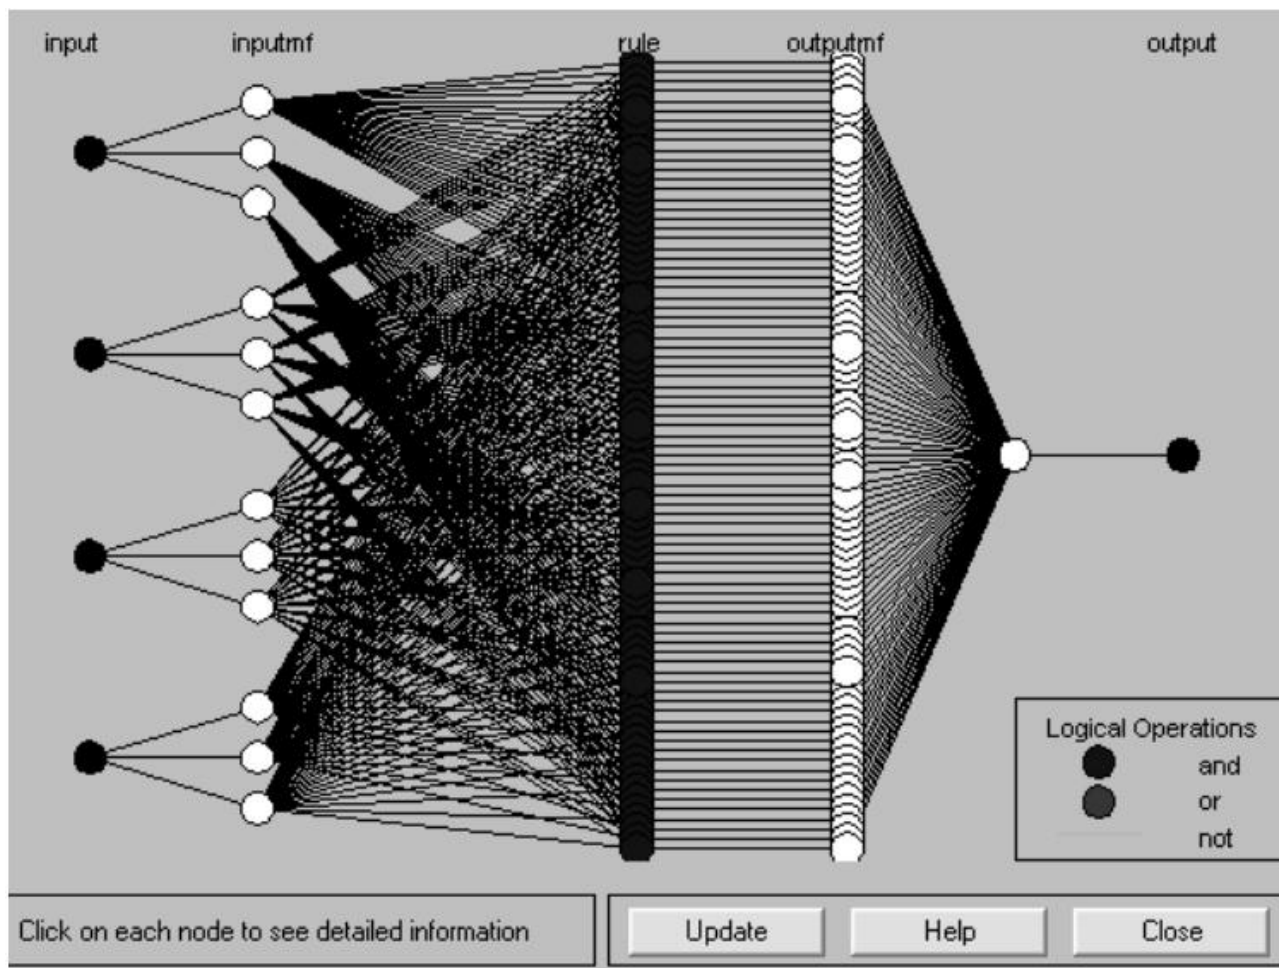 input inputmf rule outputmf output
Logical Operations
and
or
not
Click on each node to see detailed information
Update Help Close